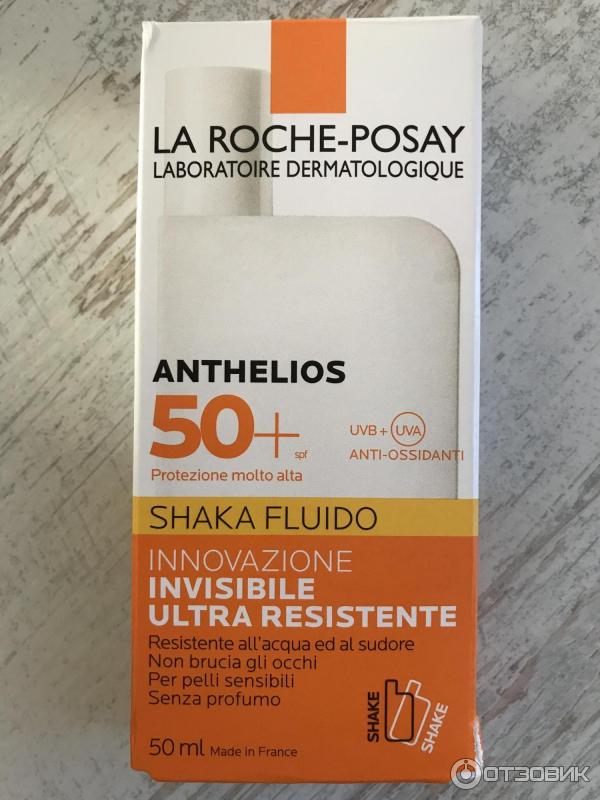 LA ROCHE-POSAY
LABORATOIRE DERMATOLOGIQUE
ANTHELIOS
50+ spf
Protezione molto alta
UVB + UVA
ANTI-OSSIDANTI
SHAKA FLUIDO
INNOVAZIONE
INVISIBILE
ULTRA RESISTENTE
Resistente all'acqua ed al sudore
Non brucia gli occhi
Per pelli sensibili
Senza profumo
SHAKE
SHAKE
50 ml Made in France
ОТЗОВИК